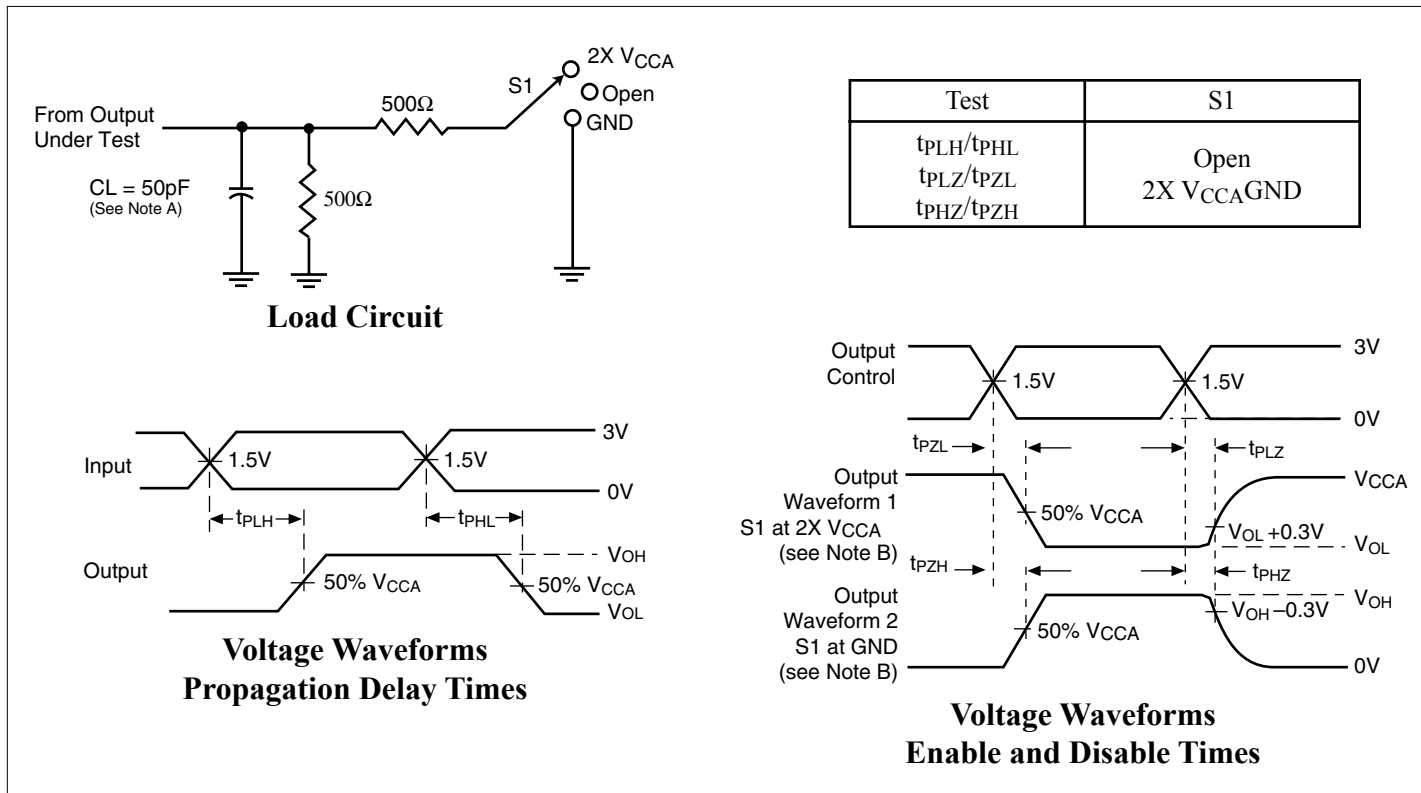 2X VCCA
S1
Open
GND
500Ω
From Output
Under Test
CL = 50pF
(See Note A)
500Ω
Load Circuit
Test S1
tPLH/tPHL
tPLZ/tPZL
tPHZ/tPZH
Open
2X VCCAGND
Input
3V
1.5V
1.5V
0V
tPLH
tPHL
Output
VOH
50% VCCA
50% VCCA
VOL
Voltage Waveforms
Propagation Delay Times
Output
Control
3V
1.5V
1.5V
0V
tPZL
tPLZ
Output
Waveform 1
S1 at 2X VCCA
(see Note B)
VCCA
50% VCCA
VOL +0.3V
VOL
tPZH
tPHZ
Output
Waveform 2
S1 at GND
(see Note B)
VOH
VOH −0.3V
50% VCCA
0V
Voltage Waveforms
Enable and Disable Times